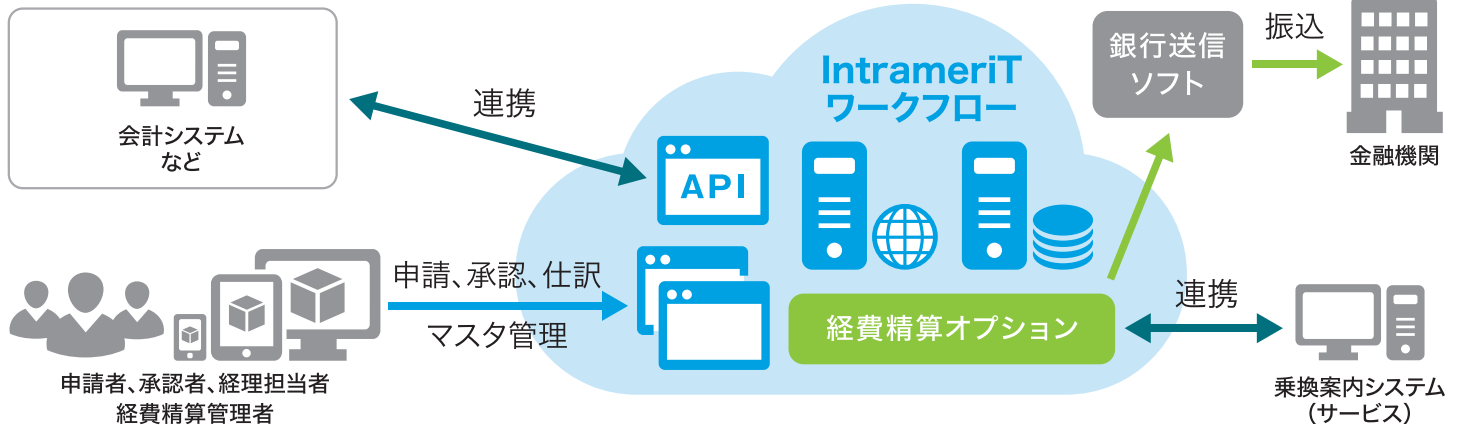 会計システム
など
連携
IntrameriT
ワークフロー
API
銀行送信
ソフト
振込
金融機関
申請、承認、仕訳
マスタ管理
申請者、承認者、経理担当者
経費精算管理者
経費精算オプション
連携
乗換案内システム
（サービス）